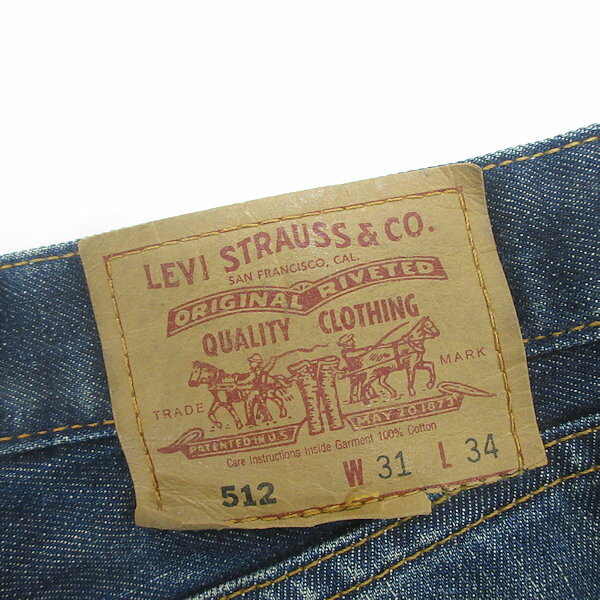 LEVI STRAUSS & CO.
SAN FRANCISCO, CAL.
ORIGINAL RIVETED
QUALITY CLOTHING
TRADE MARK
PATENTED IN U.S. MAY 20 1873
Care Instructions Inside Garment 100% Cotton
512 W 31 L 34